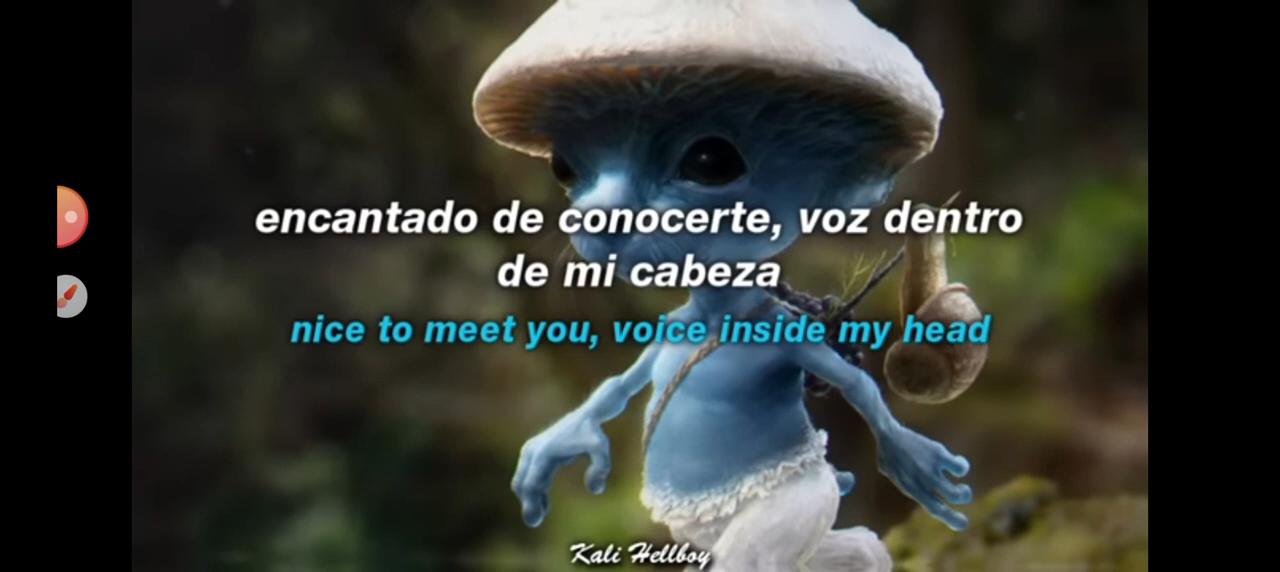 encantado de conocerte, voz dentro
de mi cabeza
nice to meet you, voice inside my head
Kali Hellboy